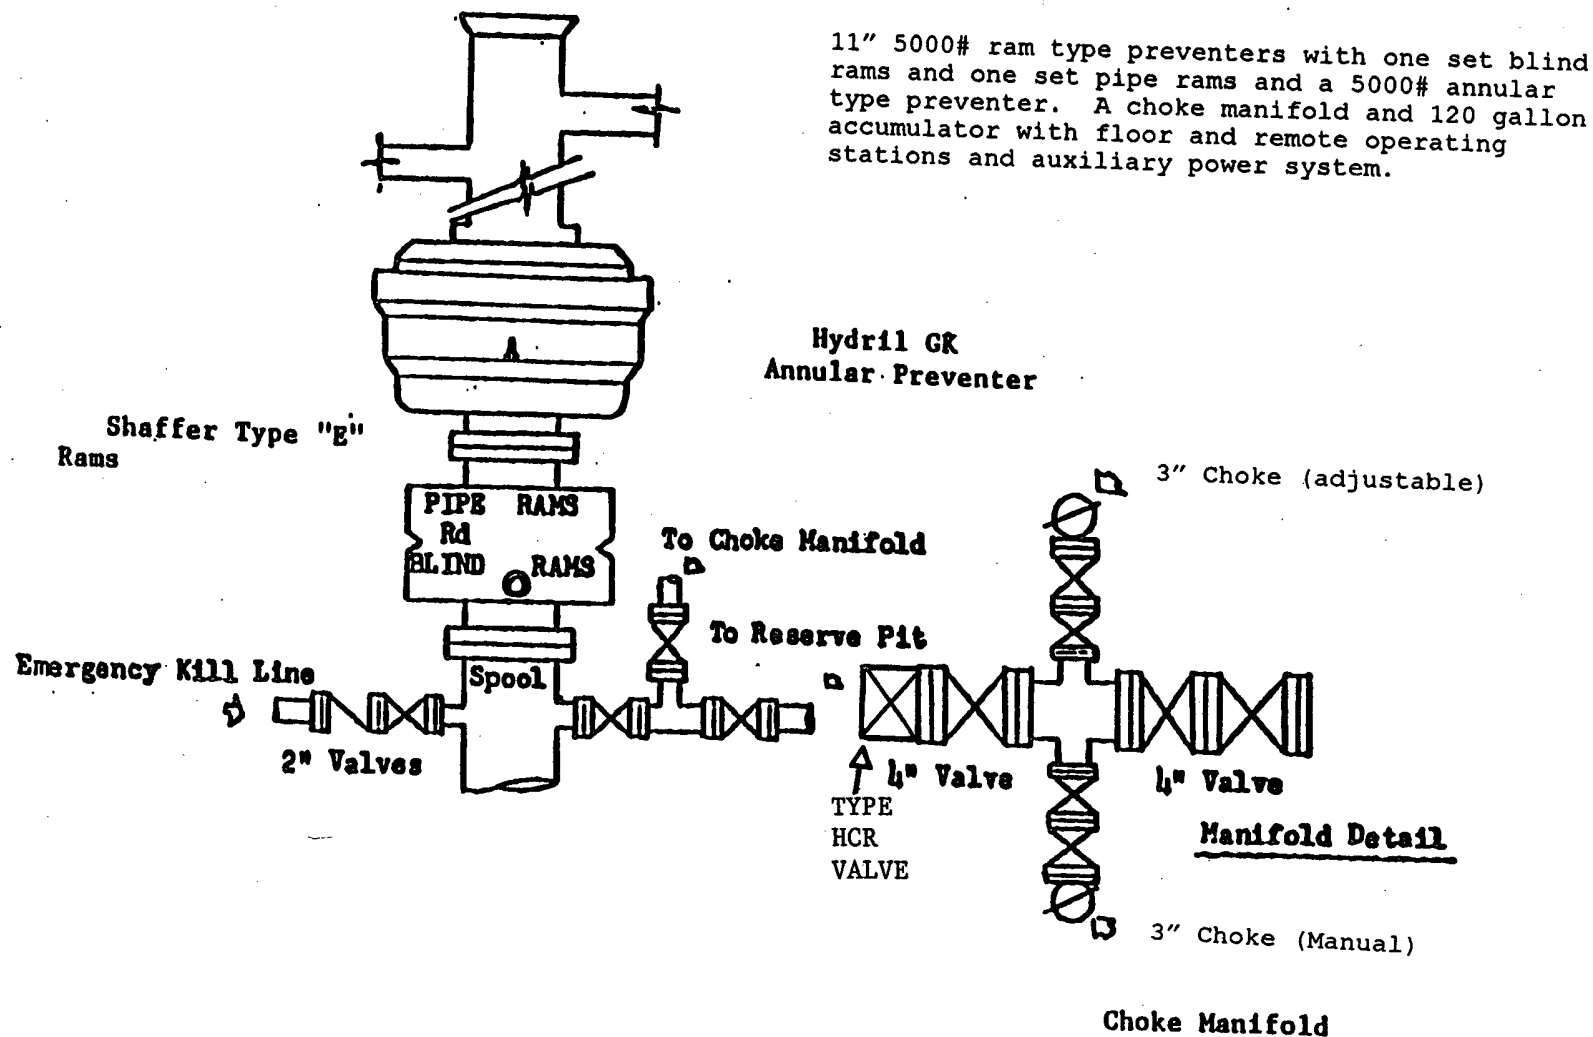 11" 5000# ram type preventers with one set blind
rams and one set pipe rams and a 5000# annular
type preventer. A choke manifold and 120 gallon
accumulator with floor and remote operating
stations and auxiliary power system.
A
Hydril GK
Annular Preventer
Shaffer Type "E"
Rams
PIPE RAMS
Rd
BLIND RAMS
To Choke Manifold
To Reserve Pit
Emergency Kill Line
Spool
2" Valves
3" Choke (adjustable)
4" Valve
4" Valve
TYPE
HCR
VALVE
Manifold Detail
3" Choke (Manual)
Choke Manifold